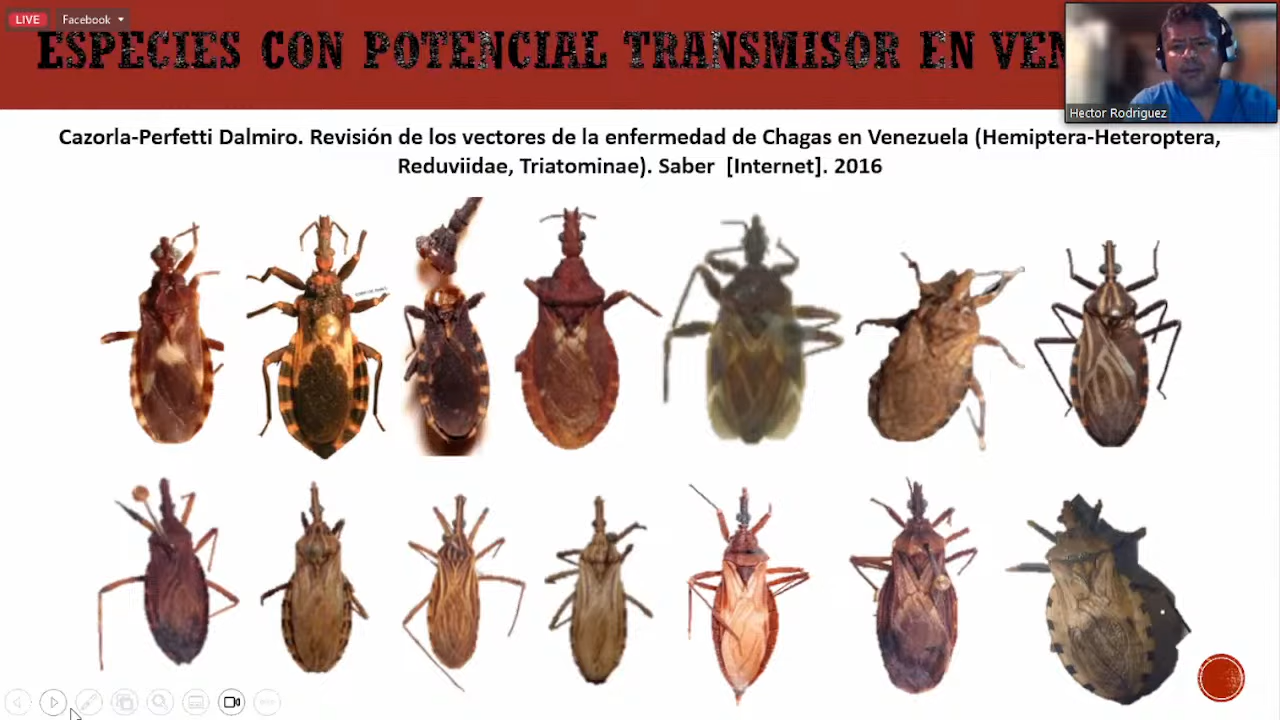 LIVE
Facebook
ESPECIES CON POTENCIAL TRANSMISOR EN VEN
Hector Rodriguez
Cazorla-Perfetti Dalmiro. Revisión de los vectores de la enfermedad de Chagas en Venezuela (Hemiptera-Heteroptera,
Reduviidae, Triatominae). Saber [Internet]. 2016